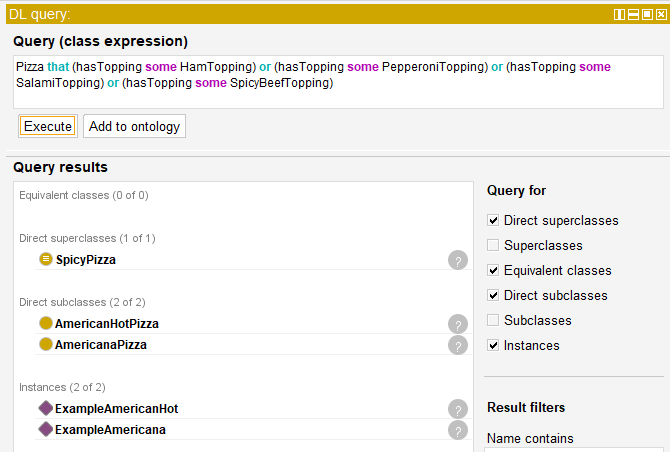 DL query:
Query (class expression)
Pizza that (hasTopping some HamTopping) or (hasTopping some PepperoniTopping) or (hasTopping some
SalamiTopping) or (hasTopping some SpicyBeefTopping)
Execute
Add to ontology
Query results
Equivalent classes (0 of 0)
Direct superclasses (1 of 1)
SpicyPizza
?
Direct subclasses (2 of 2)
AmericanHotPizza
?
AmericanaPizza
?
Instances (2 of 2)
ExampleAmericanHot
?
ExampleAmericana
?
Query for
Direct superclasses
Superclasses
Equivalent classes
Direct subclasses
Subclasses
Instances
Result filters
Name contains